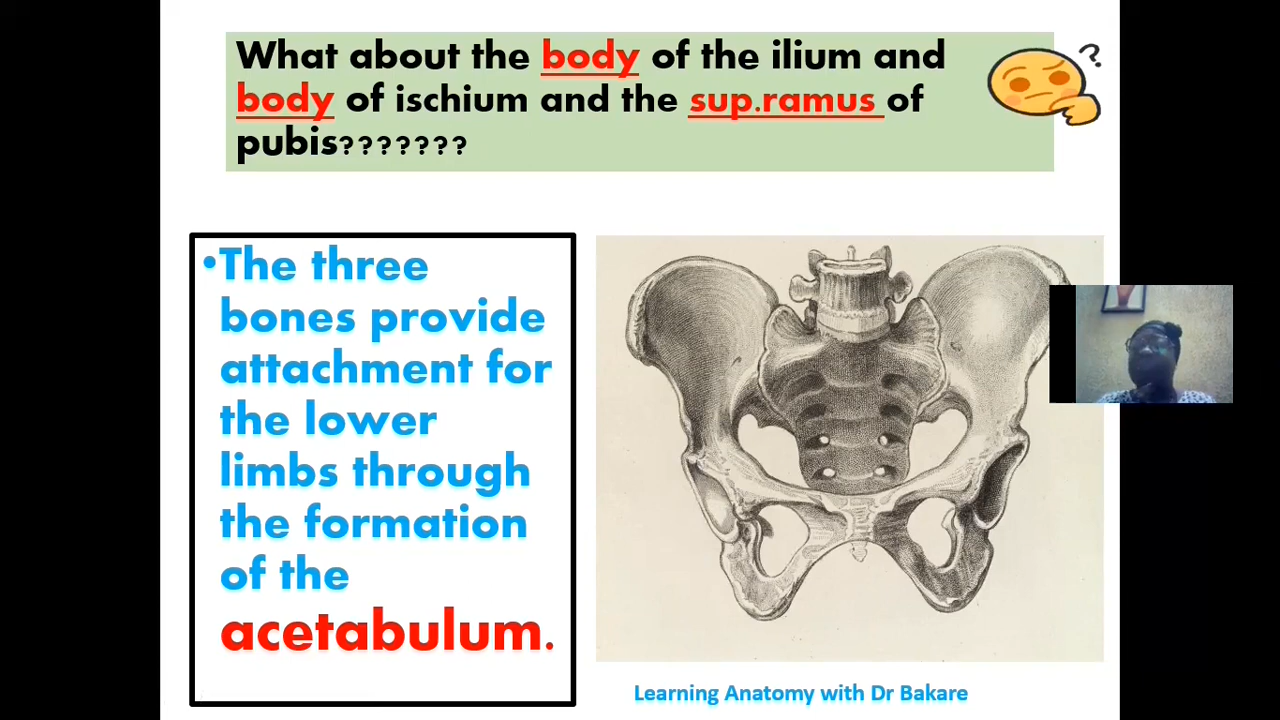 What about the body of the ilium and
body of ischium and the sup.ramus of
pubis???????
?
•The three
bones provide
attachment for
the lower
limbs through
the formation
of the
acetabulum.
Learning Anatomy with Dr Bakare